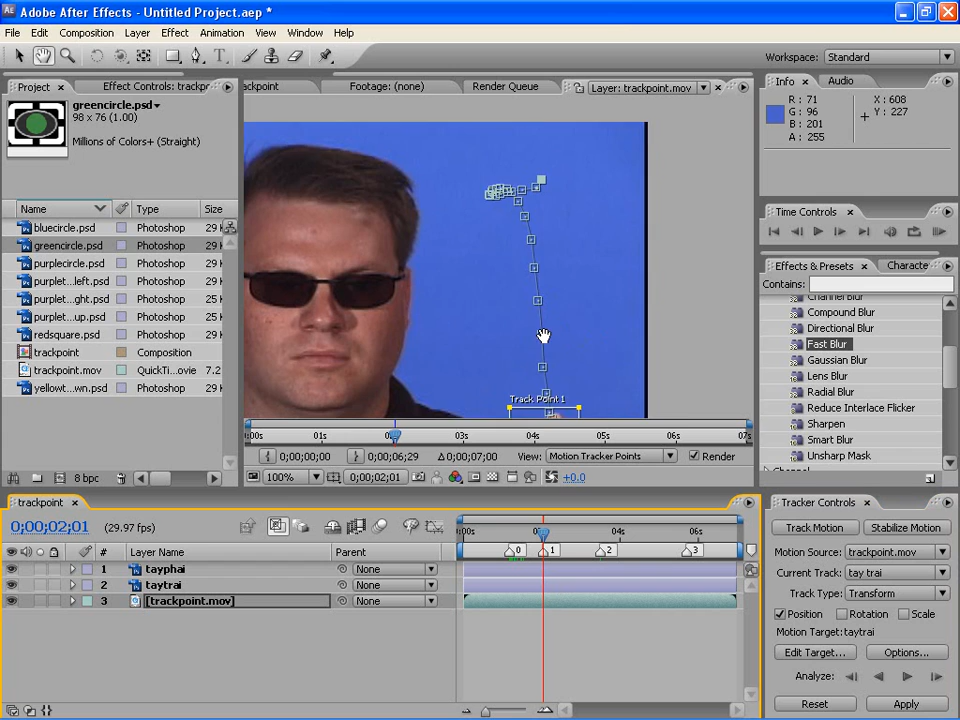 Adobe After Effects - Untitled Project.aep *
File Edit Composition Layer Effect Animation View Window Help
Workspace: Standard
Project Effect Controls: trackpo
greencircle.psd
98 x 76 (1.00)
Millions of Colors+ (Straight)
Name Type Size
bluecircle.psd Photoshop 29
greencircle.psd Photoshop 29
purplecircle.psd Photoshop 29
purplet...left.psd Photoshop 25
purplet...ght.psd Photoshop 25
purplet...up.psd Photoshop 25
redsquare.psd Photoshop 29
trackpoint Composition
trackpoint.mov QuickTi...ovie 7.2
yellowt...wn.psd Photoshop 29
8 bpc
ckpoint Footage: (none) Render Queue Layer: trackpoint.mov
Track Point 1
:00s 01s 03s 04s 05s 06s 07s
0;00;00;00 0;00;06;29 Δ0;00;07;00 View: Motion Tracker Points Render
100% 0;00;02;01 +0.0
Info Audio
R: 71 X: 608
G: 96 Y: 227
B: 201
A: 255
Time Controls
Effects & Presets Characte
Contains:
Channel Blur
Compound Blur
Directional Blur
Fast Blur
Gaussian Blur
Lens Blur
Radial Blur
Reduce Interlace Flicker
Sharpen
Smart Blur
Unsharp Mask
Channel
trackpoint
0;00;02;01 (29.97 fps)
:00s 04s 06s
# Layer Name Parent
0 1 2 3
1 tayphai None
2 taytrai None
3 [trackpoint.mov] None
Tracker Controls
Track Motion Stabilize Motion
Motion Source: trackpoint.mov
Current Track: tay trai
Track Type: Transform
Position Rotation Scale
Motion Target:taytrai
Edit Target... Options...
Analyze:
Reset Apply